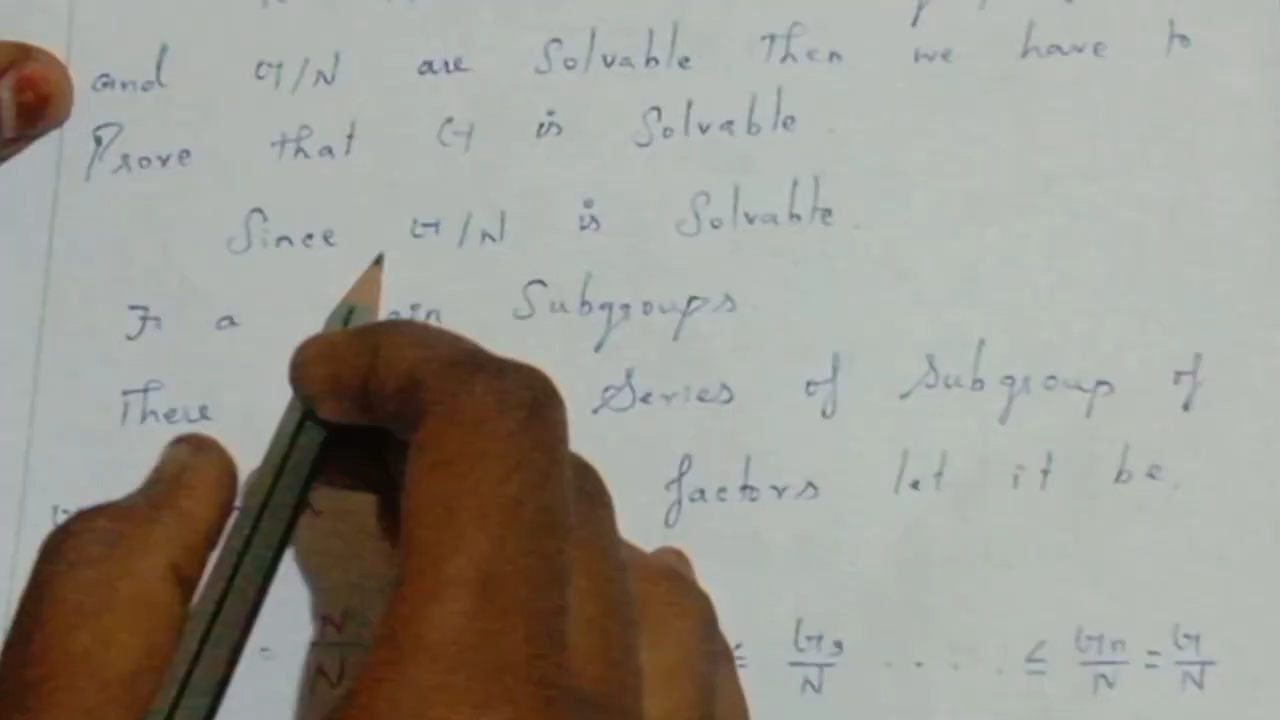 and G/N are Solvable Then we have to
Prove that G is Solvable.
Since G/N is Solvable.
Subgroups
There Series of Subgroup of
factors let it be.
= N/N ≤ G₃/N . . . . . ≤ Gn/N = G/N